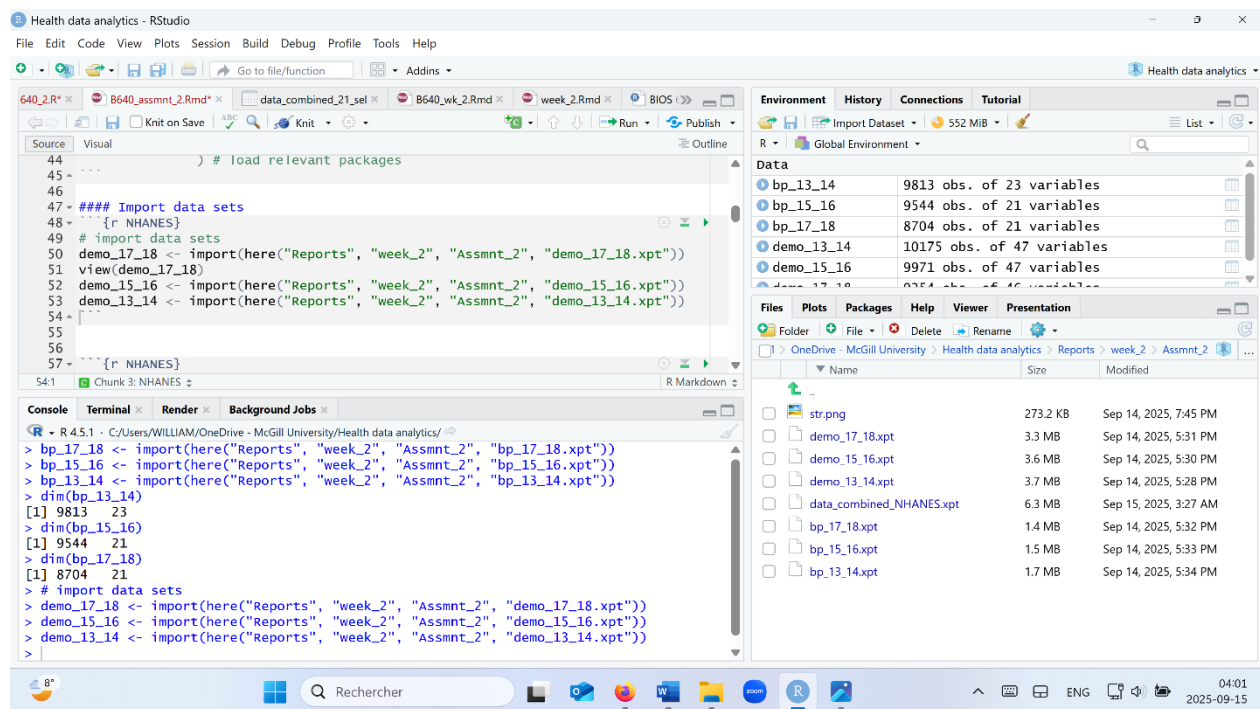 Health data analytics - RStudio
File Edit Code View Plots Session Build Debug Profile Tools Help
Go to file/function Addins Health data analytics
640_2.R* B640_assmnt_2.Rmd* data_combined_21_sel B640_wk_2.Rmd week_2.Rmd BIOS
Knit on Save ABC Knit Run Publish
Source Visual Outline
44 ) # load relevant packages
45 ```
46
47 #### Import data sets
48 ```{r NHANES}
49 # import data sets
50 demo_17_18 <- import(here("Reports", "week_2", "Assmnt_2", "demo_17_18.xpt"))
51 view(demo_17_18)
52 demo_15_16 <- import(here("Reports", "week_2", "Assmnt_2", "demo_15_16.xpt"))
53 demo_13_14 <- import(here("Reports", "week_2", "Assmnt_2", "demo_13_14.xpt"))
54 ```
55
56
57 ```{r NHANES}
54:1 Chunk 3: NHANES R Markdown
Console Terminal Render Background Jobs
R 4.5.1 · C:/Users/WILLIAM/OneDrive - McGill University/Health data analytics/
> bp_17_18 <- import(here("Reports", "week_2", "Assmnt_2", "bp_17_18.xpt"))
> bp_15_16 <- import(here("Reports", "week_2", "Assmnt_2", "bp_15_16.xpt"))
> bp_13_14 <- import(here("Reports", "week_2", "Assmnt_2", "bp_13_14.xpt"))
> dim(bp_13_14)
[1] 9813 23
> dim(bp_15_16)
[1] 9544 21
> dim(bp_17_18)
[1] 8704 21
> # import data sets
> demo_17_18 <- import(here("Reports", "week_2", "Assmnt_2", "demo_17_18.xpt"))
> demo_15_16 <- import(here("Reports", "week_2", "Assmnt_2", "demo_15_16.xpt"))
> demo_13_14 <- import(here("Reports", "week_2", "Assmnt_2", "demo_13_14.xpt"))
>
Environment History Connections Tutorial
Import Dataset 552 MiB List
R Global Environment
Data
bp_13_14 9813 obs. of 23 variables
bp_15_16 9544 obs. of 21 variables
bp_17_18 8704 obs. of 21 variables
demo_13_14 10175 obs. of 47 variables
demo_15_16 9971 obs. of 47 variables
demo_17_18 9254 obs. of 46 variables
Files Plots Packages Help Viewer Presentation
Folder File Delete Rename
OneDrive - McGill University Health data analytics Reports week_2 Assmnt_2 ...
Name Size Modified
..
str.png 273.2 KB Sep 14, 2025, 7:45 PM
demo_17_18.xpt 3.3 MB Sep 14, 2025, 5:31 PM
demo_15_16.xpt 3.6 MB Sep 14, 2025, 5:30 PM
demo_13_14.xpt 3.7 MB Sep 14, 2025, 5:28 PM
data_combined_NHANES.xpt 6.3 MB Sep 15, 2025, 3:27 AM
bp_17_18.xpt 1.4 MB Sep 14, 2025, 5:32 PM
bp_15_16.xpt 1.5 MB Sep 14, 2025, 5:33 PM
bp_13_14.xpt 1.7 MB Sep 14, 2025, 5:34 PM
8° Rechercher zoom ENG 04:01
2025-09-15